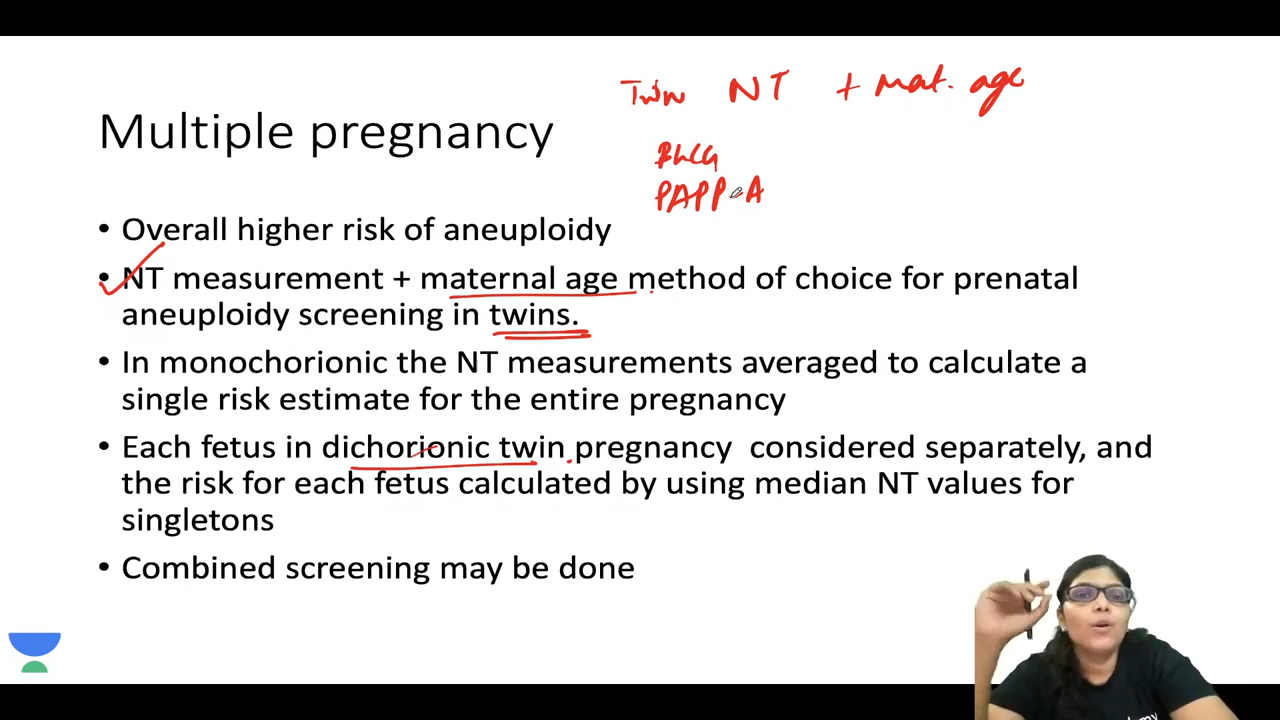 Twin NT + mat. age
Multiple pregnancy
BhCG
PAPP-A
• Overall higher risk of aneuploidy
• NT measurement + maternal age method of choice for prenatal
aneuploidy screening in twins.
• In monochorionic the NT measurements averaged to calculate a
single risk estimate for the entire pregnancy
• Each fetus in dichorionic twin pregnancy considered separately, and
the risk for each fetus calculated by using median NT values for
singletons
• Combined screening may be done